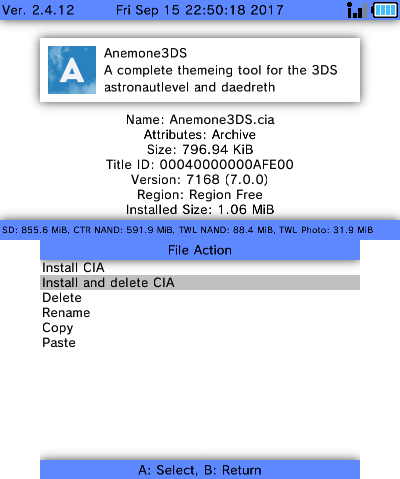 Ver. 2.4.12 Fri Sep 15 22:50:18 2017
A
Anemone3DS
A complete themeing tool for the 3DS
astronautlevel and daedreth
Name: Anemone3DS.cia
Attributes: Archive
Size: 796.94 KiB
Title ID: 00040000000AFE00
Version: 7168 (7.0.0)
Region: Region Free
Installed Size: 1.06 MiB
SD: 855.6 MiB, CTR NAND: 591.9 MiB, TWL NAND: 88.4 MiB, TWL Photo: 31.9 MiB
File Action
Install CIA
Install and delete CIA
Delete
Rename
Copy
Paste
A: Select, B: Return